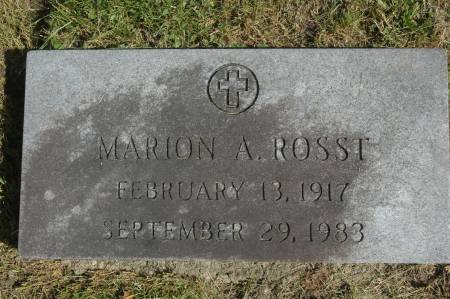 MARION A. ROSST
FEBRUARY 13, 1917
SEPTEMBER 29, 1983